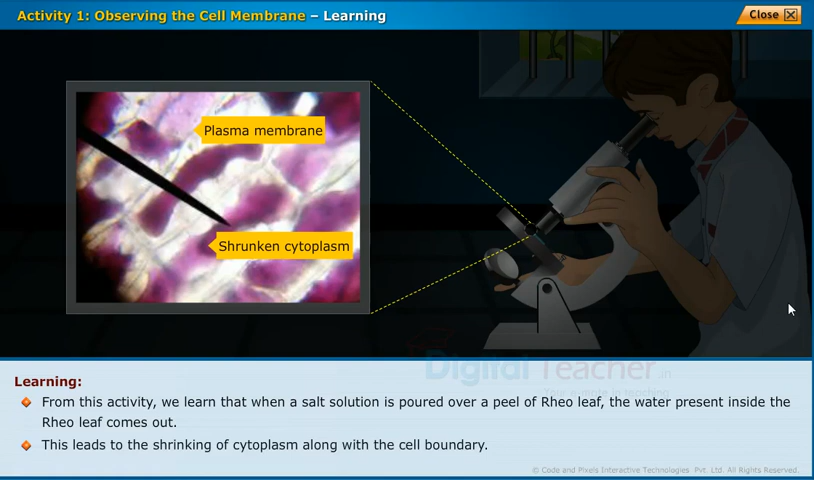 Activity 1: Observing the Cell Membrane – Learning
Close
Plasma membrane
Shrunken cytoplasm
Digital Teacher.in
Learning:
From this activity, we learn that when a salt solution is poured over a peel of Rheo leaf, the water present inside the
Rheo leaf comes out.
This leads to the shrinking of cytoplasm along with the cell boundary.
© Code and Pixels Interactive Technologies Pvt. Ltd. All Rights Reserved.